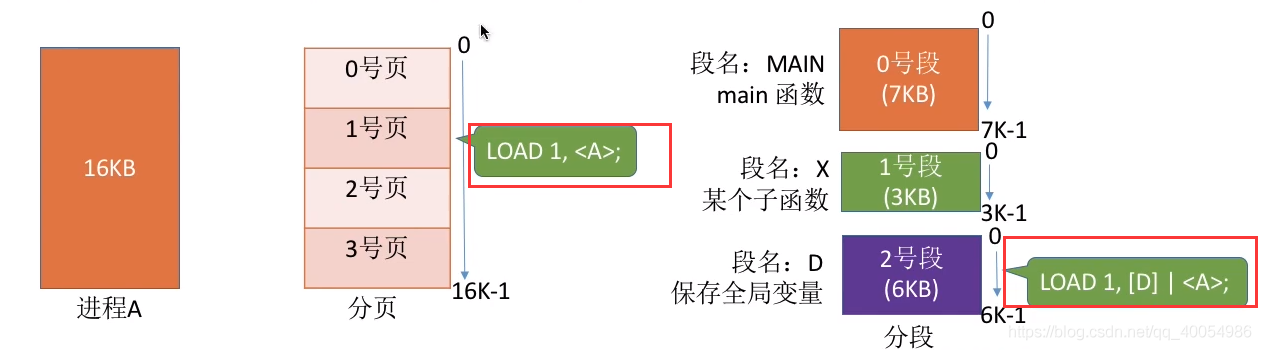 16KB
进程A
0号页
1号页
2号页
3号页
0
16K-1
LOAD 1, <A>;
分页
段名：MAIN
main 函数
0号段
(7KB)
0
7K-1
段名：X
某个子函数
1号段
(3KB)
0
3K-1
段名：D
保存全局变量
2号段
(6KB)
0
6K-1
LOAD 1, [D] | <A>;
分段
https://blog.csdn.net/qq_40054986